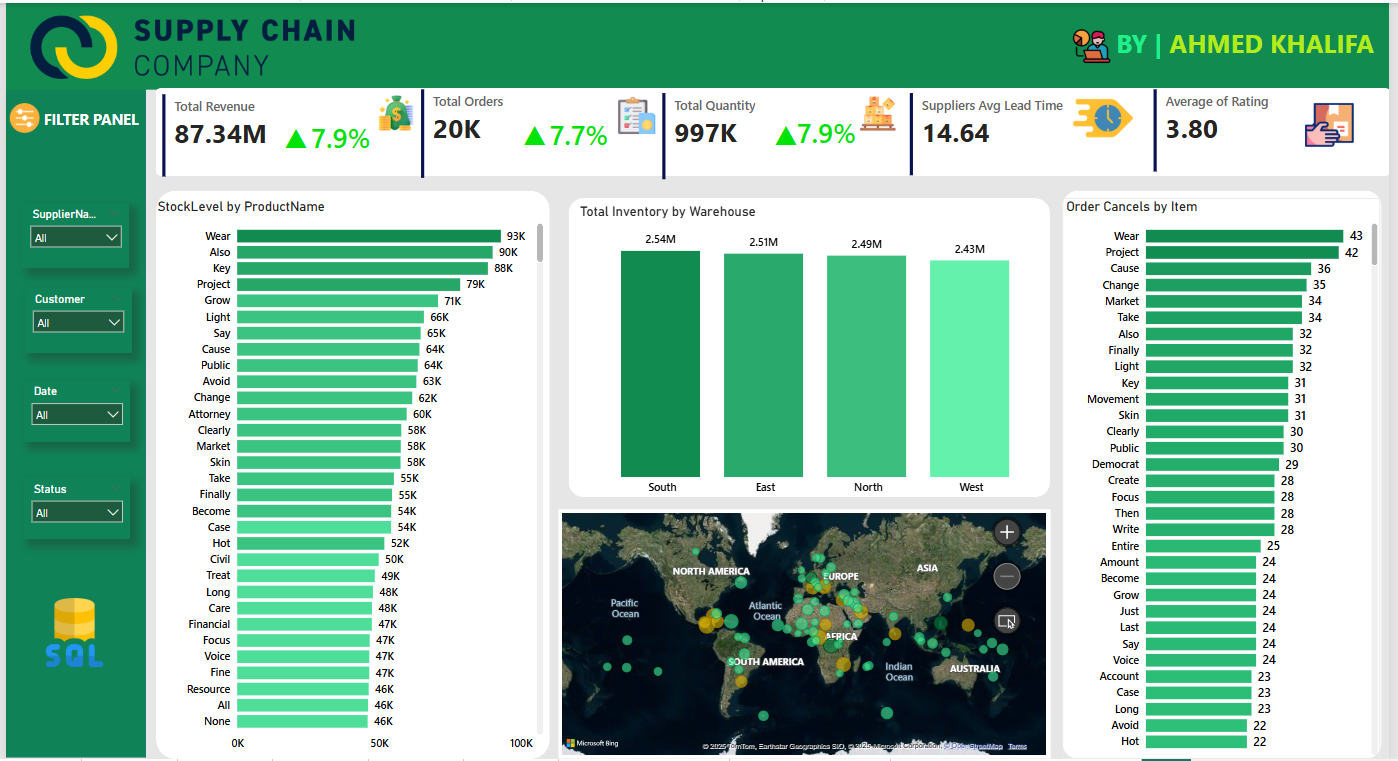 SUPPLY CHAIN
COMPANY
BY | AHMED KHALIFA
FILTER PANEL
Total Revenue
87.34M
▲7.9%
Total Orders
20K
▲7.7%
Total Quantity
997K
▲7.9%
Suppliers Avg Lead Time
14.64
Average of Rating
3.80
SupplierNa...
All
Customer
All
Date
All
Status
All
SQL
StockLevel by ProductName
Wear 93K
Also 90K
Key 88K
Project 79K
Grow 71K
Light 66K
Say 65K
Cause 64K
Public 64K
Avoid 63K
Change 62K
Attorney 60K
Clearly 58K
Market 58K
Skin 58K
Take 55K
Finally 55K
Become 54K
Case 54K
Hot 52K
Civil 50K
Treat 49K
Long 48K
Care 48K
Financial 47K
Focus 47K
Voice 47K
Fine 47K
Resource 46K
All 46K
None 46K
0K 50K 100K
Total Inventory by Warehouse
2.54M 2.51M 2.49M 2.43M
South East North West
NORTH AMERICA
EUROPE
ASIA
Pacific
Ocean
Atlantic
Ocean
AFRICA
SOUTH AMERICA
Indian
Ocean
AUSTRALIA
Microsoft Bing
© 2025 TomTom, Earthstar Geographics SIO, © 2025 Microsoft Corporation, © OpenStreetMap Terms
Order Cancels by Item
Wear 43
Project 42
Cause 36
Change 35
Market 34
Take 34
Also 32
Finally 32
Light 32
Key 31
Movement 31
Skin 31
Clearly 30
Public 30
Democrat 29
Create 28
Focus 28
Then 28
Write 28
Entire 25
Amount 24
Become 24
Grow 24
Just 24
Last 24
Say 24
Voice 24
Account 23
Case 23
Long 23
Avoid 22
Hot 22